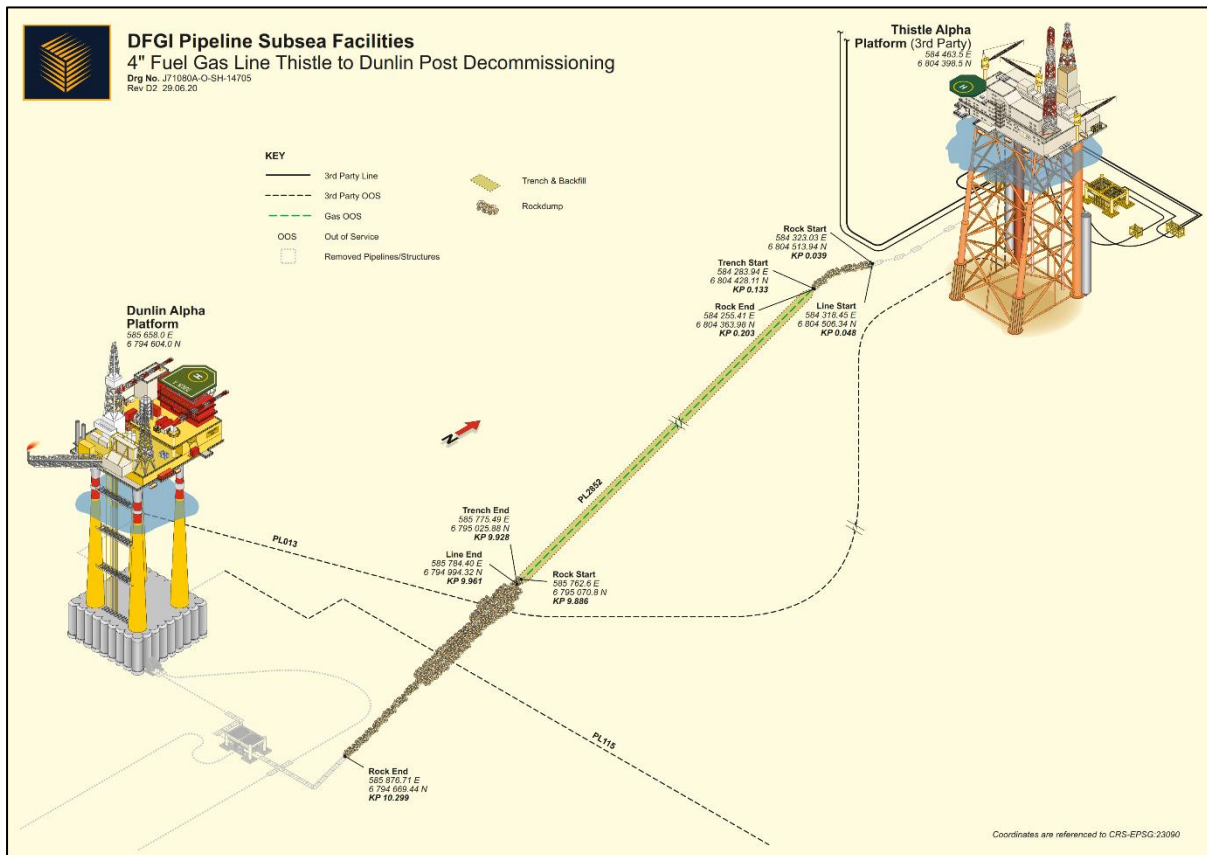 DFGI Pipeline Subsea Facilities
4" Fuel Gas Line Thistle to Dunlin Post Decommissioning
Drg No. J71080A-O-SH-14705
Rev D2 29.06.20
Thistle Alpha
Platform (3rd Party)
584 463.5 E
6 804 398.5 N
KEY
3rd Party Line
3rd Party OOS
Gas OOS
OOS Out of Service
Removed Pipelines/Structures
Trench & Backfill
Rockdump
Rock Start
584 323.03 E
6 804 513.94 N
KP 0.039
Trench Start
584 283.94 E
6 804 428.11 N
KP 0.133
Rock End
584 255.41 E
6 804 363.98 N
KP 0.203
Line Start
584 318.45 E
6 804 506.34 N
KP 0.048
Dunlin Alpha
Platform
585 658.0 E
6 794 604.0 N
H
N
PL2852
Trench End
585 775.49 E
6 795 025.88 N
KP 9.928
PL013
Line End
585 784.40 E
6 794 994.32 N
KP 9.961
Rock Start
585 762.6 E
6 795 070.8 N
KP 9.886
PL115
Rock End
585 876.71 E
6 794 669.44 N
KP 10.299
Coordinates are referenced to CRS-EPSG:23090